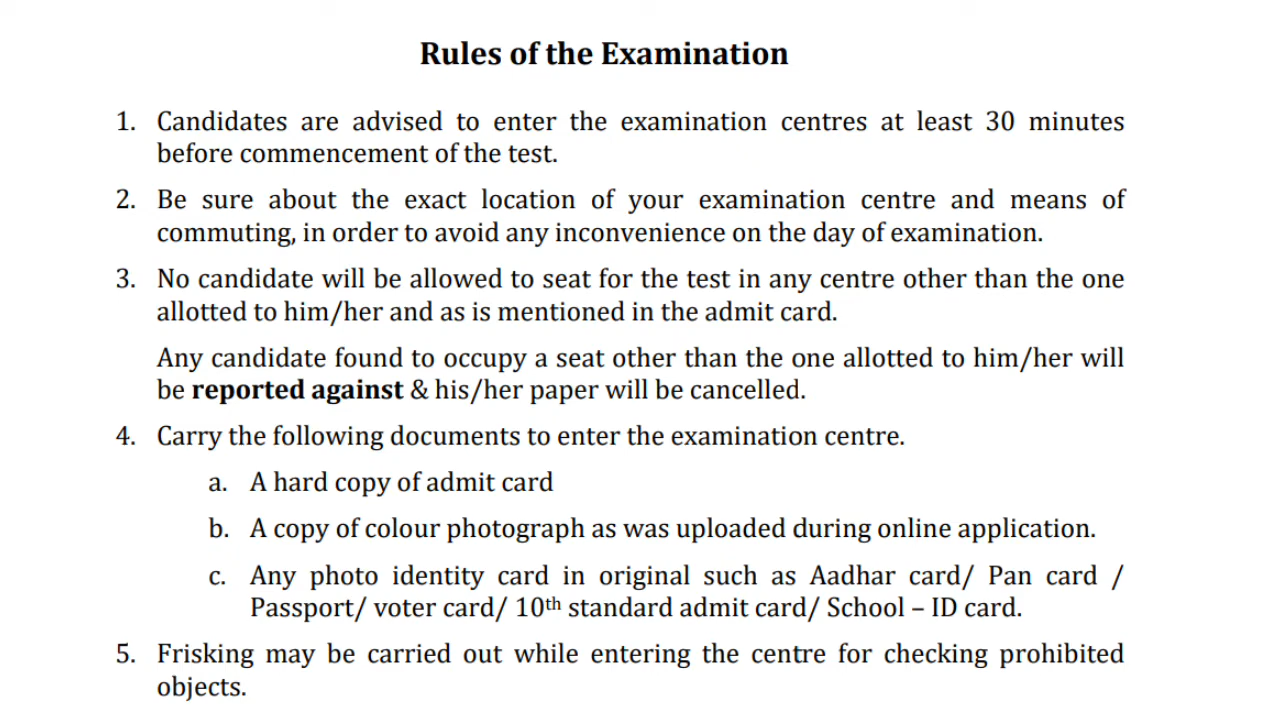 Rules of the Examination
1. Candidates are advised to enter the examination centres at least 30 minutes
before commencement of the test.
2. Be sure about the exact location of your examination centre and means of
commuting, in order to avoid any inconvenience on the day of examination.
3. No candidate will be allowed to seat for the test in any centre other than the one
allotted to him/her and as is mentioned in the admit card.
Any candidate found to occupy a seat other than the one allotted to him/her will
be reported against & his/her paper will be cancelled.
4. Carry the following documents to enter the examination centre.
a. A hard copy of admit card
b. A copy of colour photograph as was uploaded during online application.
c. Any photo identity card in original such as Aadhar card/ Pan card /
Passport/ voter card/ 10th standard admit card/ School – ID card.
5. Frisking may be carried out while entering the centre for checking prohibited
objects.